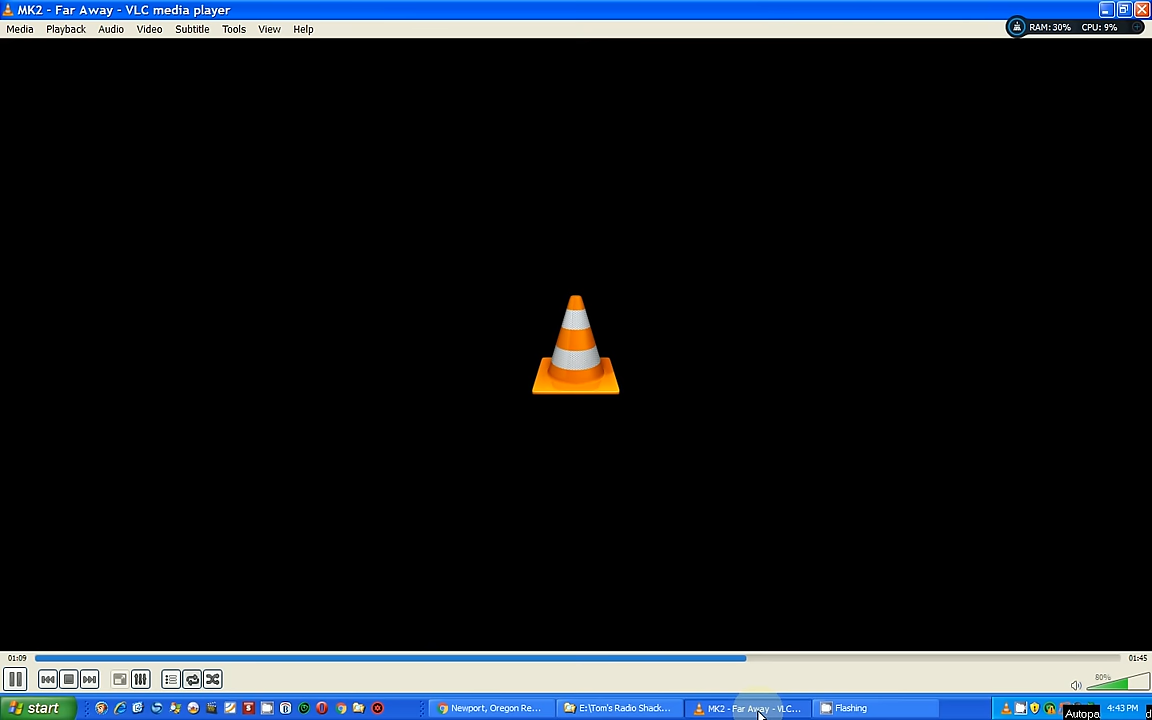 MK2 - Far Away - VLC media player
Media Playback Audio Video Subtitle Tools View Help
RAM: 30% CPU: 9%
01:09 01:45
80%
start Newport, Oregon Re... E:\Tom's Radio Shack... MK2 - Far Away - VLC... Flashing 4:43 PM
Autopa